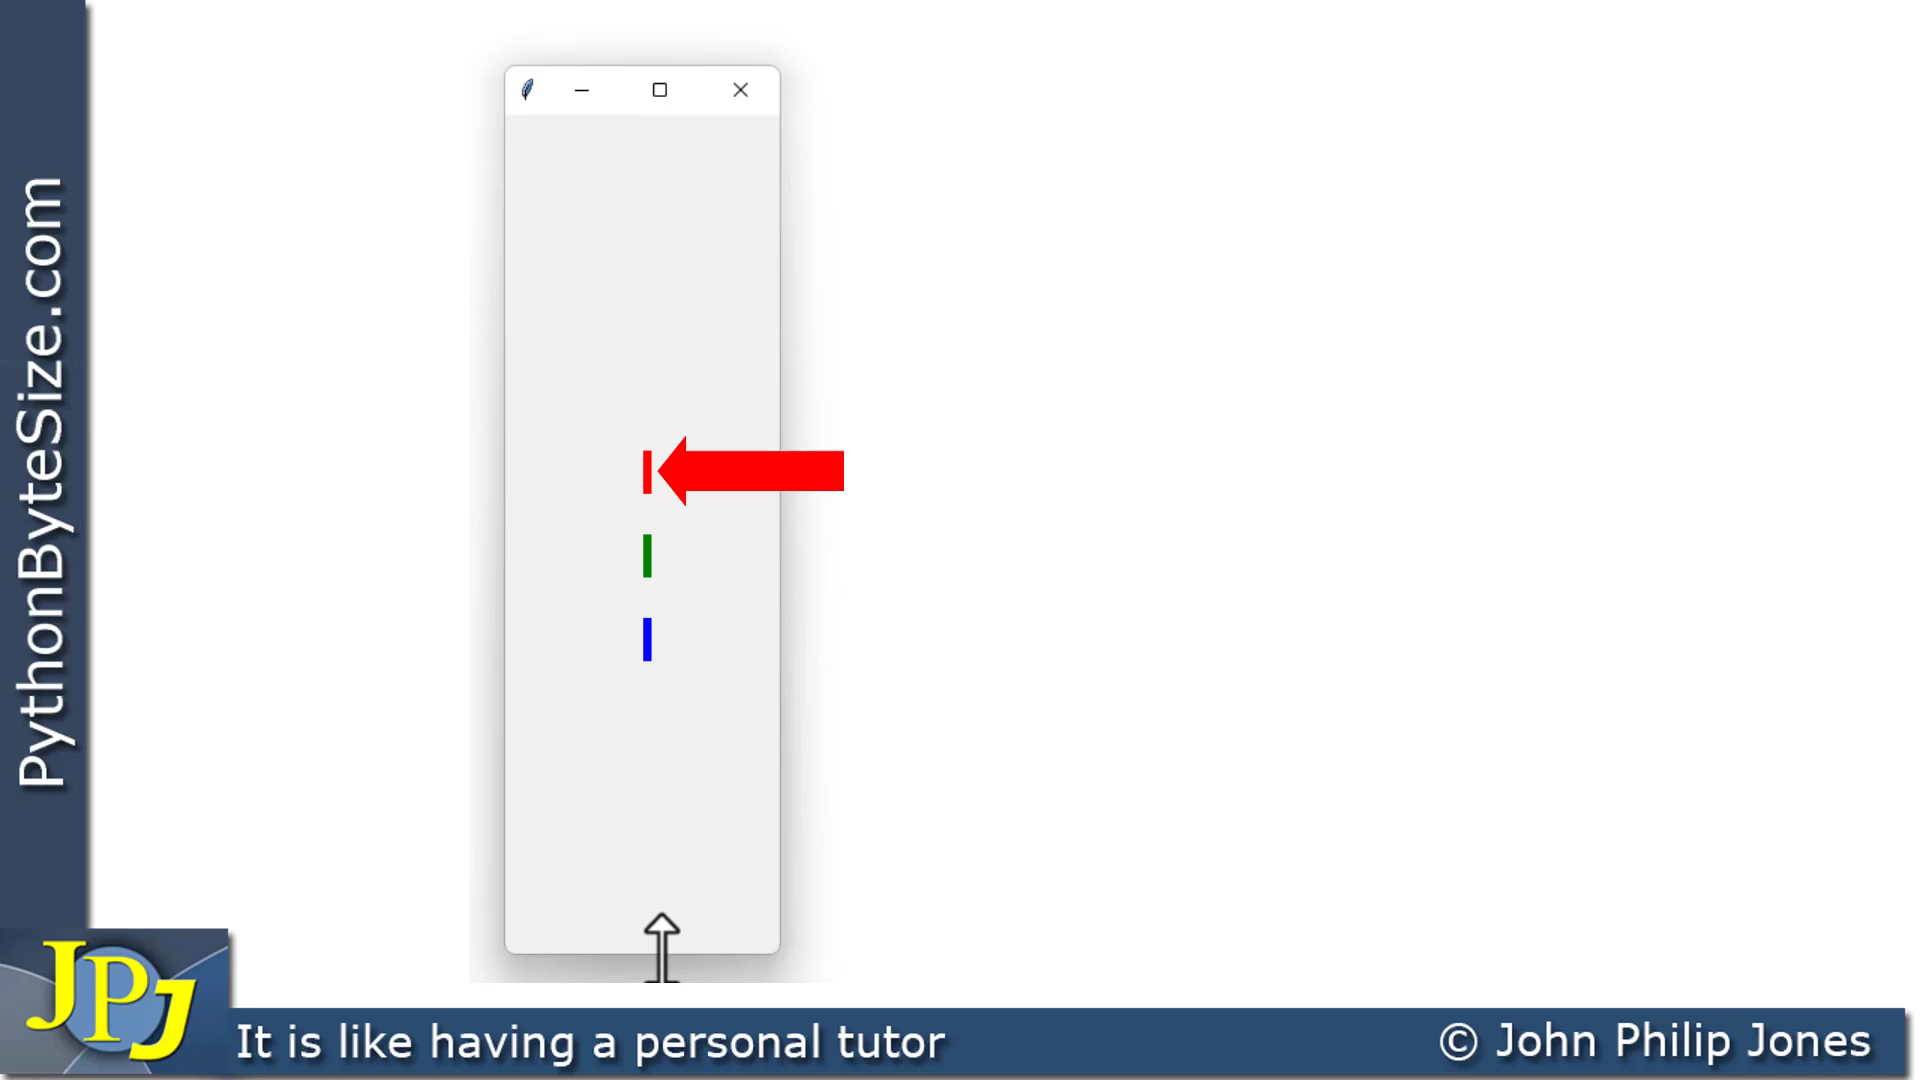 PythonByteSize.com
JPJ
It is like having a personal tutor
© John Philip Jones